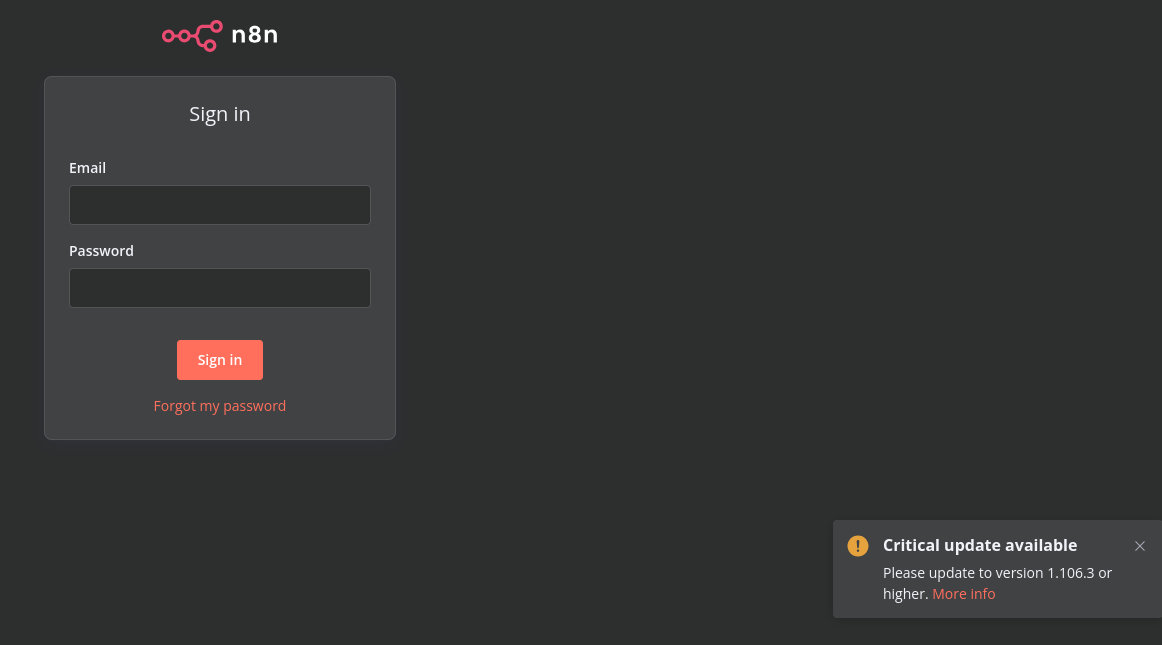 n8n
Sign in
Email
Password
Sign in
Forgot my password
Critical update available
Please update to version 1.106.3 or
higher. More info